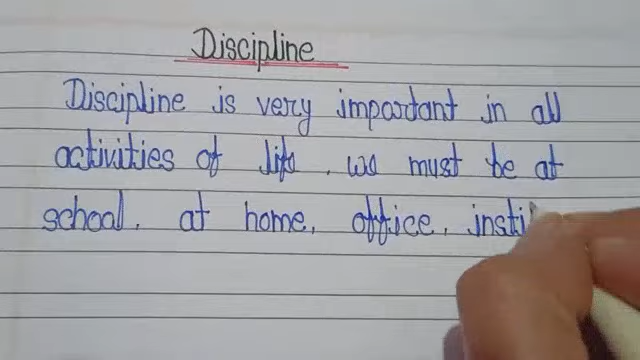 Discipline
Discipline is very important in all
activities of life. we must be at
school. at home, office, insti